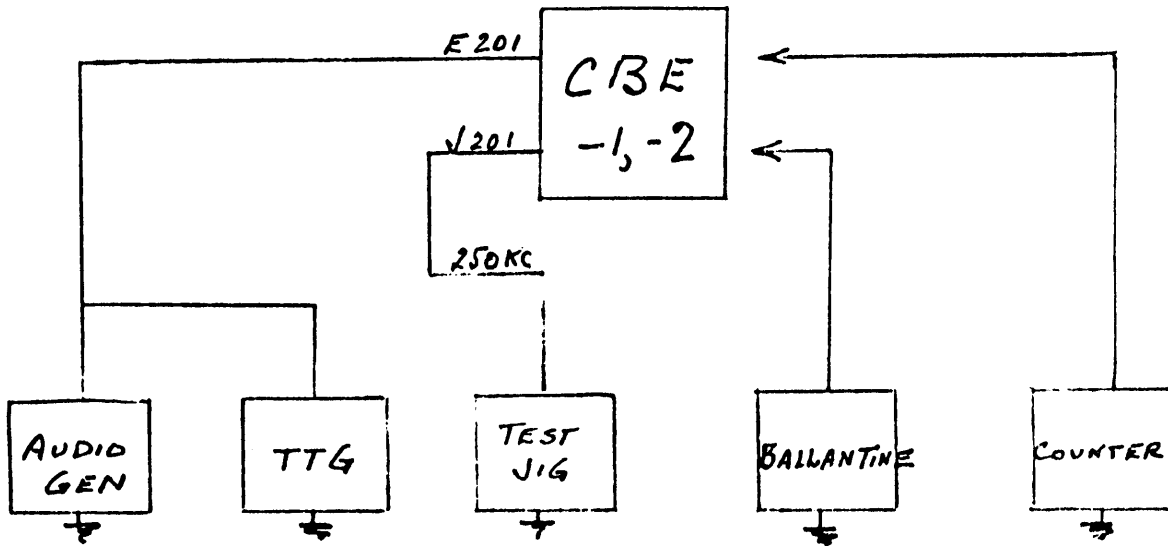 E201
CBE
-1, -2
J201
250KC
AUDIO
GEN
TTG
TEST
JIG
BALLANTINE
COUNTER